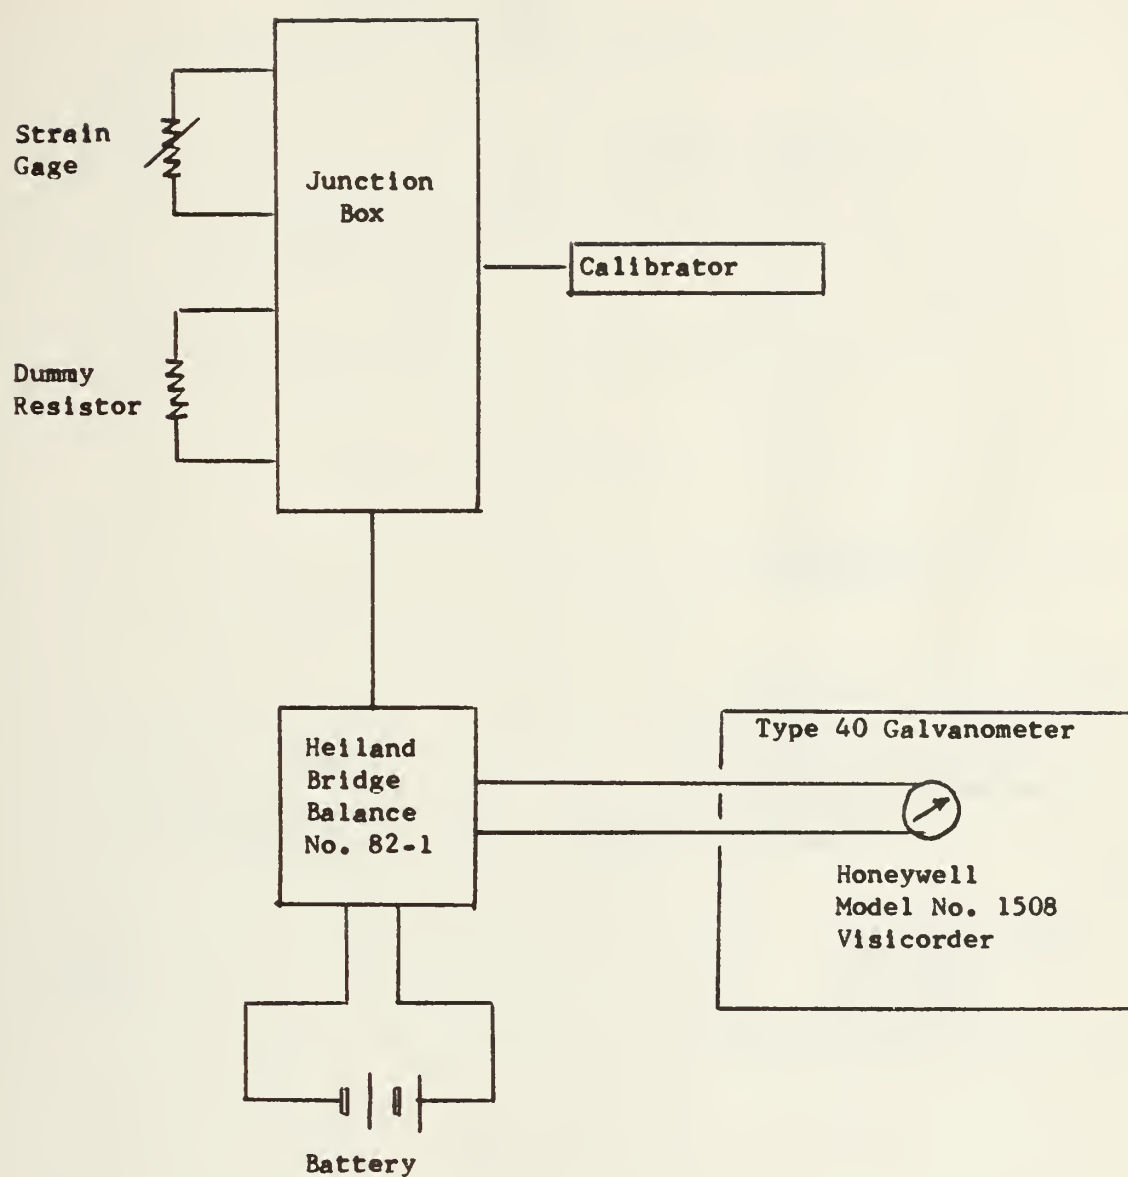 Strain
Gage
Junction
Box
Calibrator
Dummy
Resistor
Heiland
Bridge
Balance
No. 82-1
Type 40 Galvanometer
Honeywell
Model No. 1508
Visicorder
Battery